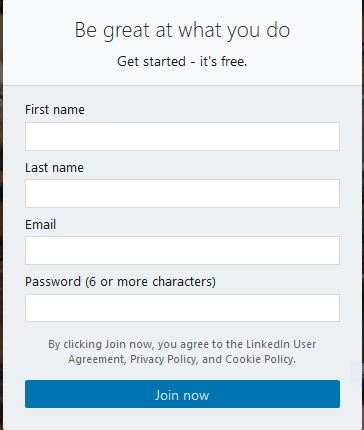 Be great at what you do
Get started - it's free.
First name
Last name
Email
Password (6 or more characters)
By clicking Join now, you agree to the LinkedIn User
Agreement, Privacy Policy, and Cookie Policy.
Join now